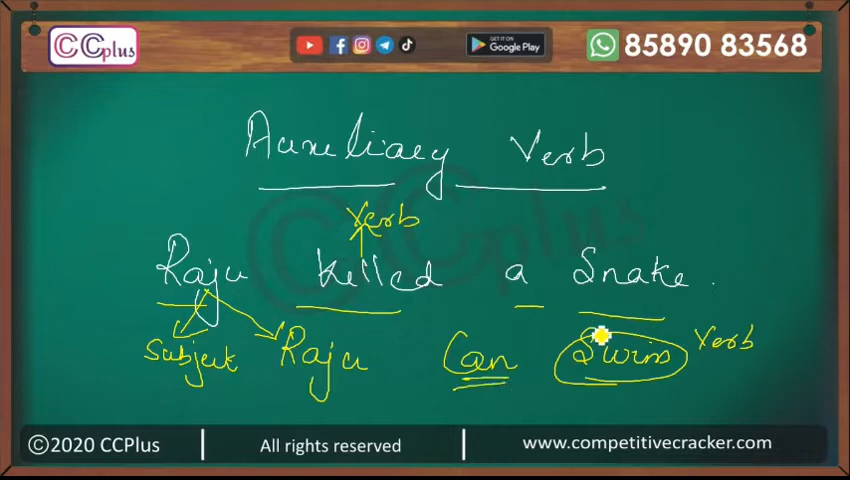 CCplus GET IT ON Google Play 85890 83568
Auxiliary Verb
Verb
Raju killed a Snake.
Subject Raju Can Swim Verb
©2020 CCPlus All rights reserved www.competitivecracker.com